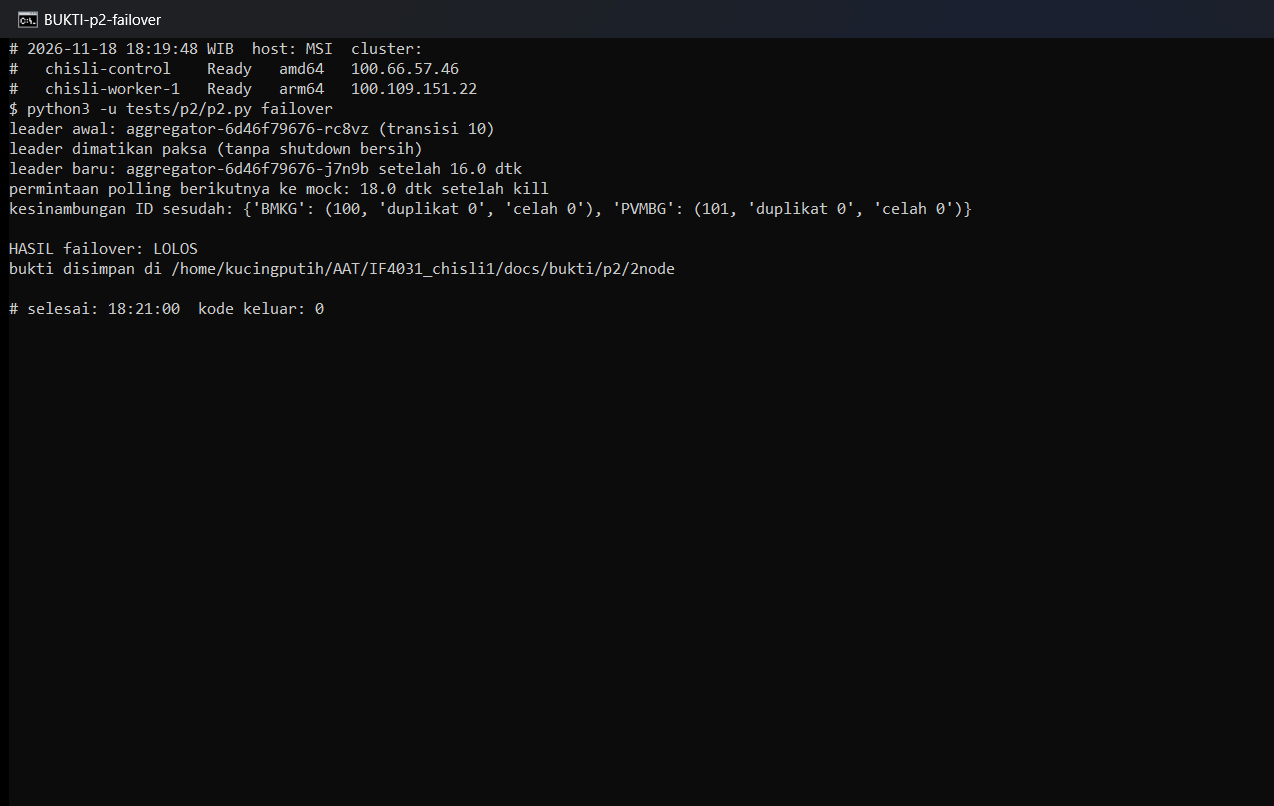 BUKTI-p2-failover
# 2026-11-18 18:19:48 WIB  host: MSI  cluster:
#   chisli-control    Ready   amd64   100.66.57.46
#   chisli-worker-1   Ready   arm64   100.109.151.22
$ python3 -u tests/p2/p2.py failover
leader awal: aggregator-6d46f79676-rc8vz (transisi 10)
leader dimatikan paksa (tanpa shutdown bersih)
leader baru: aggregator-6d46f79676-j7n9b setelah 16.0 dtk
permintaan polling berikutnya ke mock: 18.0 dtk setelah kill
kesinambungan ID sesudah: {'BMKG': (100, 'duplikat 0', 'celah 0'), 'PVMBG': (101, 'duplikat 0', 'celah 0')}
HASIL failover: LOLOS
bukti disimpan di /home/kucingputih/AAT/IF4031_chisli1/docs/bukti/p2/2node
# selesai: 18:21:00  kode keluar: 0